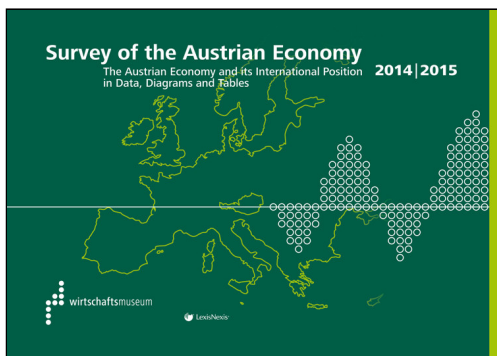 Survey of the Austrian Economy
The Austrian Economy and its International Position
in Data, Diagrams and Tables
2014|2015
wirtschaftsmuseum
LexisNexis®